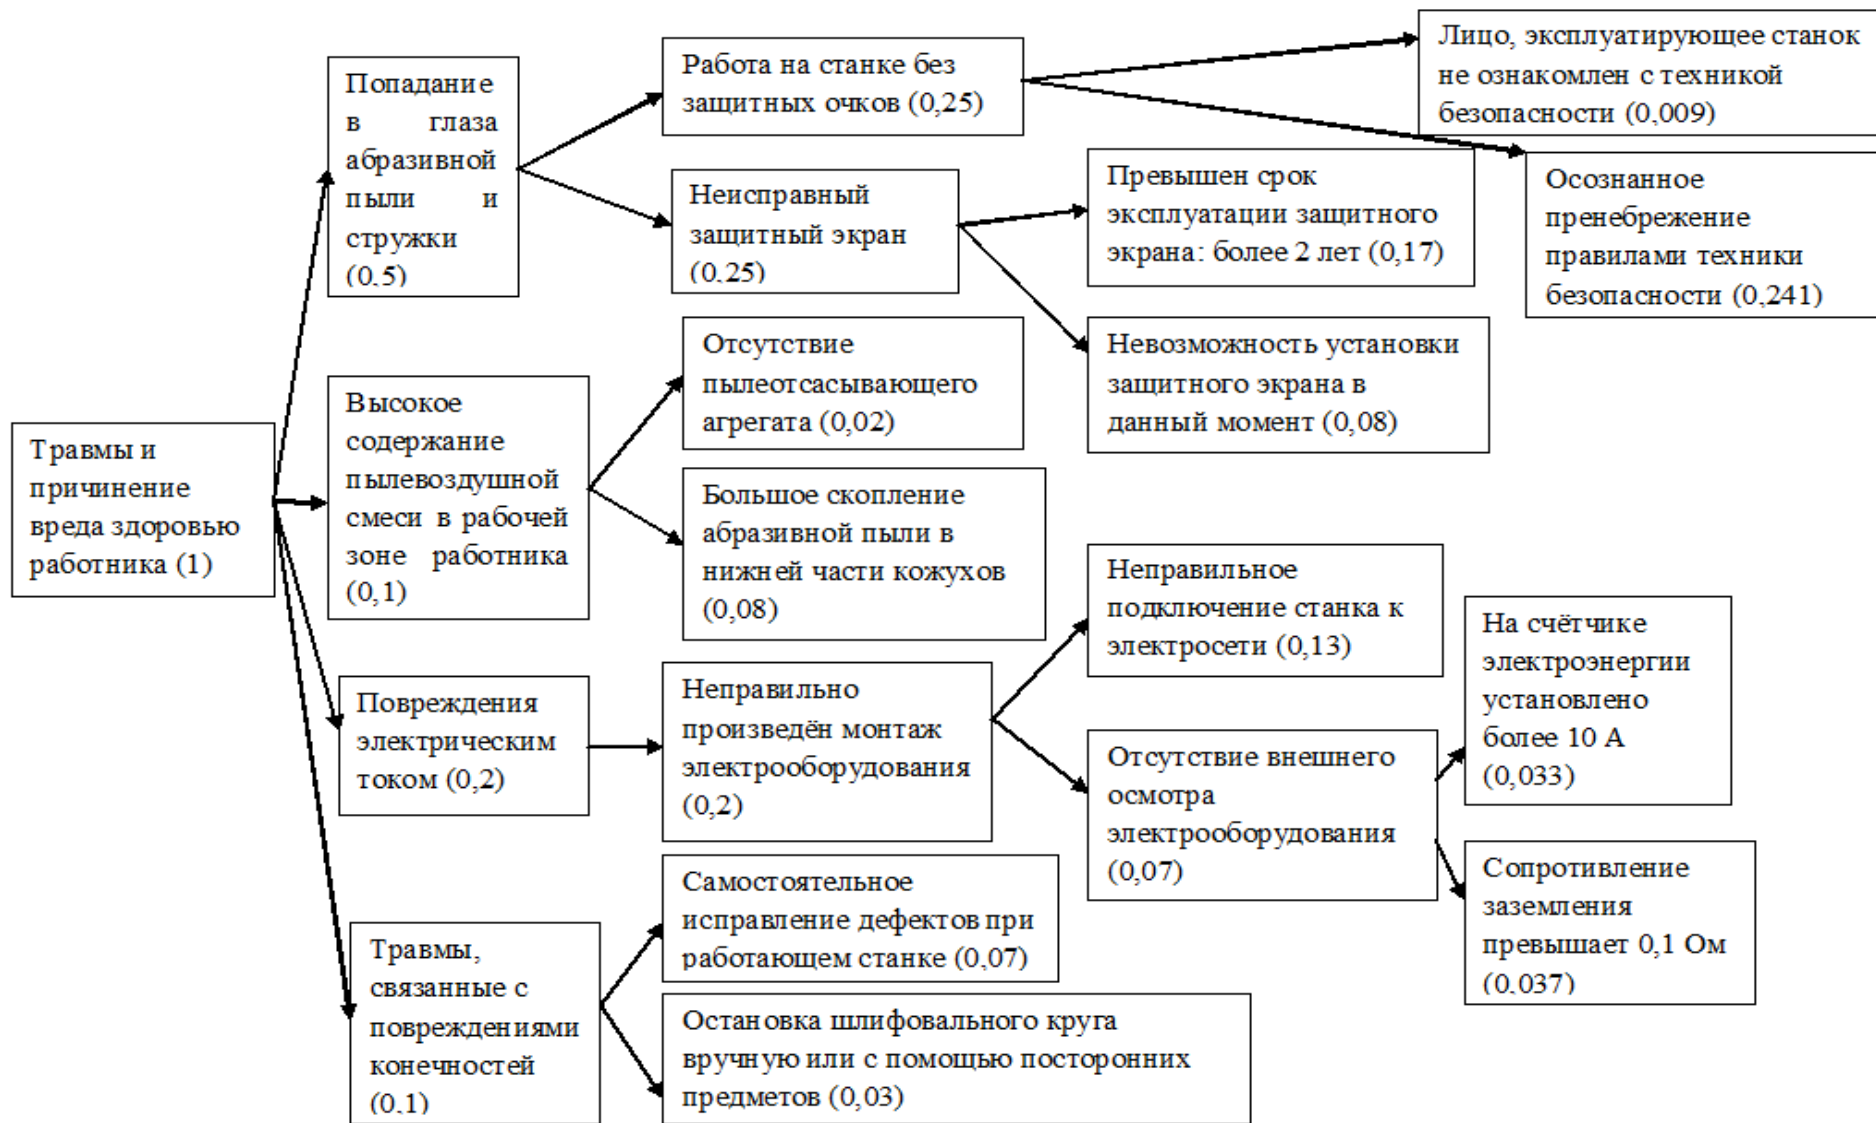 Травмы и
причинение
вреда здоровью
работника (1)
Попадание
в глаза
абразивной
пыли и
стружки
(0,5)
Работа на станке без
защитных очков (0,25)
Лицо, эксплуатирующее станок
не ознакомлен с техникой
безопасности (0,009)
Осознанное
пренебрежение
правилами техники
безопасности (0,241)
Неисправный
защитный экран
(0,25)
Превышен срок
эксплуатации защитного
экрана: более 2 лет (0,17)
Невозможность установки
защитного экрана в
данный момент (0,08)
Высокое
содержание
пылевоздушной
смеси в рабочей
зоне работника
(0,1)
Отсутствие
пылеотсасывающего
агрегата (0,02)
Большое скопление
абразивной пыли в
нижней части кожухов
(0,08)
Повреждения
электрическим
током (0,2)
Неправильно
произведён монтаж
электрооборудования
(0,2)
Неправильное
подключение станка к
электросети (0,13)
Отсутствие внешнего
осмотра
электрооборудования
(0,07)
На счётчике
электроэнергии
установлено
более 10 А
(0,033)
Сопротивление
заземления
превышает 0,1 Ом
(0,037)
Травмы,
связанные с
повреждениями
конечностей
(0,1)
Самостоятельное
исправление дефектов при
работающем станке (0,07)
Остановка шлифовального круга
вручную или с помощью посторонних
предметов (0,03)